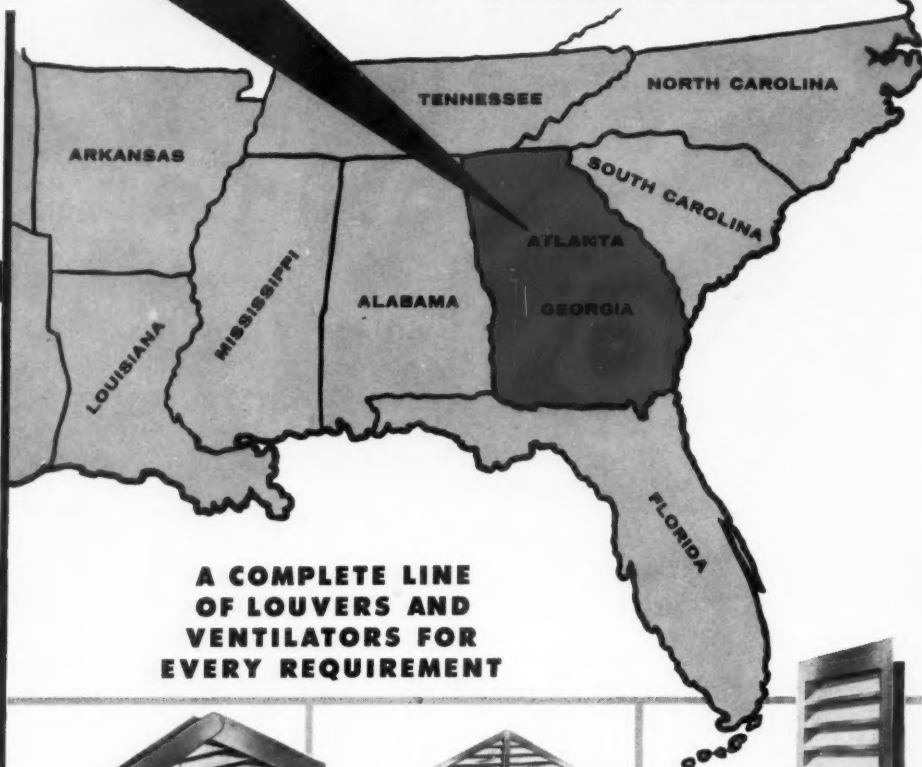 TENNESSEE
NORTH CAROLINA
ARKANSAS
SOUTH CAROLINA
ATLANTA
MISSISSIPPI
ALABAMA
GEORGIA
LOUISIANA
FLORIDA
A COMPLETE LINE
OF LOUVERS AND
VENTILATORS FOR
EVERY REQUIREMENT